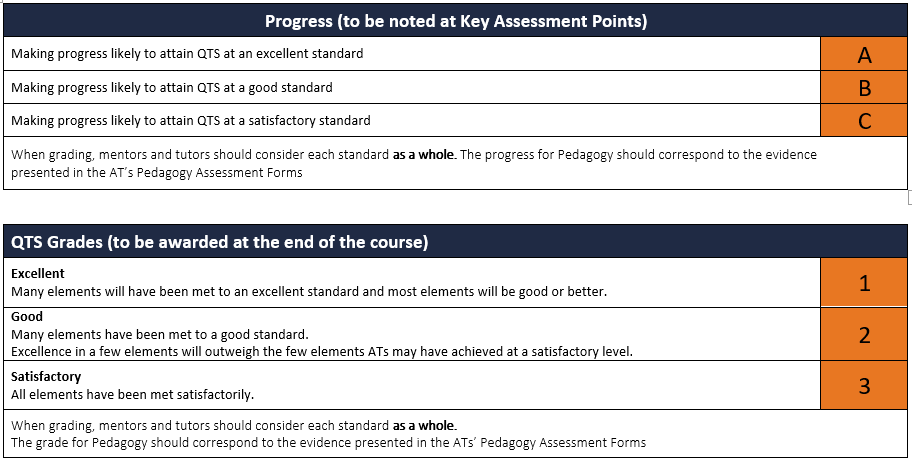 Progress (to be noted at Key Assessment Points)
Making progress likely to attain QTS at an excellent standard
A
Making progress likely to attain QTS at a good standard
B
Making progress likely to attain QTS at a satisfactory standard
C
When grading, mentors and tutors should consider each standard as a whole. The progress for Pedagogy should correspond to the evidence
presented in the AT's Pedagogy Assessment Forms
QTS Grades (to be awarded at the end of the course)
Excellent
Many elements will have been met to an excellent standard and most elements will be good or better.
1
Good
Many elements have been met to a good standard.
Excellence in a few elements will outweigh the few elements ATs may have achieved at a satisfactory level.
2
Satisfactory
All elements have been met satisfactorily.
3
When grading, mentors and tutors should consider each standard as a whole.
The grade for Pedagogy should correspond to the evidence presented in the ATs' Pedagogy Assessment Forms